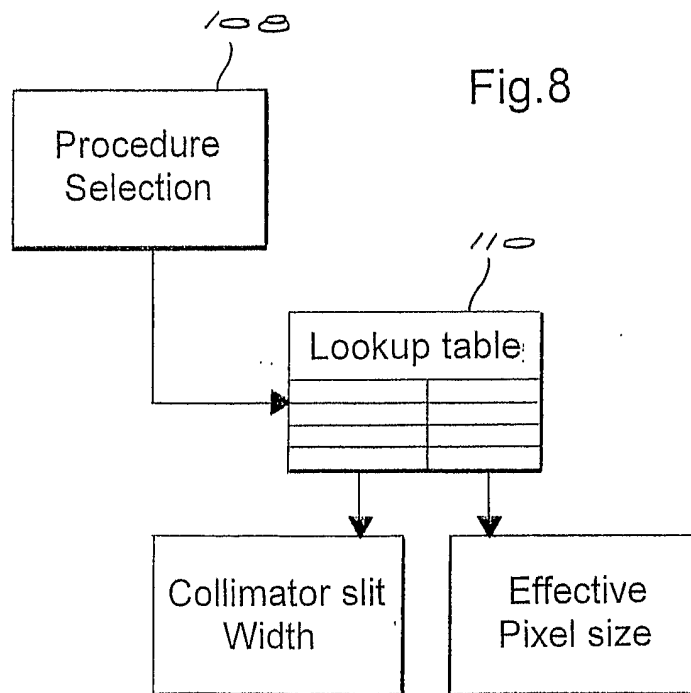 108
Fig.8
Procedure
Selection
110
Lookup table
Collimator slit
Width
Effective
Pixel size